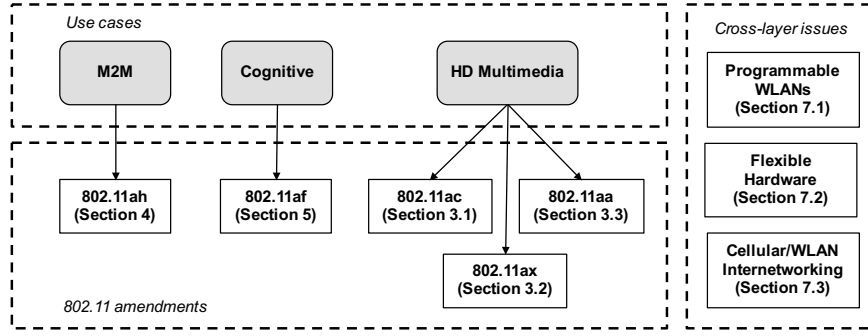 Use cases
M2M
Cognitive
HD Multimedia
802.11ah
(Section 4)
802.11af
(Section 5)
802.11ac
(Section 3.1)
802.11aa
(Section 3.3)
802.11ax
(Section 3.2)
802.11 amendments
Cross-layer issues
Programmable
WLANs
(Section 7.1)
Flexible
Hardware
(Section 7.2)
Cellular/WLAN
Internetworking
(Section 7.3)